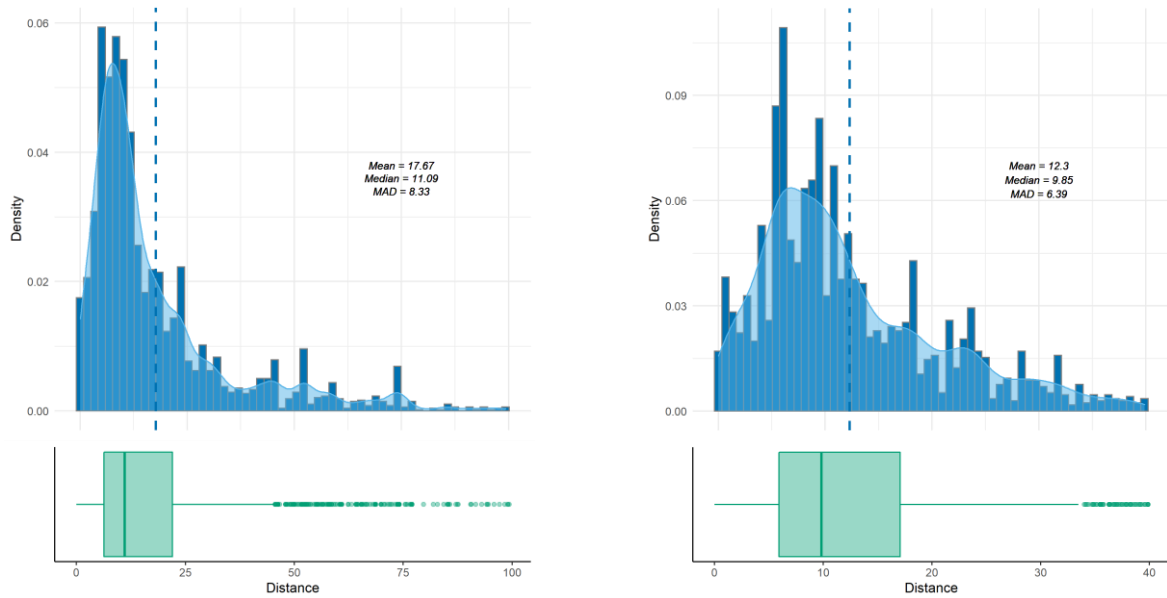 0.06
0.04
0.02
0.00
Density
Mean = 17.67
Median = 11.09
MAD = 8.33
0
25
50
75
100
Distance
0.09
0.06
0.03
0.00
Density
Mean = 12.3
Median = 9.85
MAD = 6.39
0
10
20
30
40
Distance